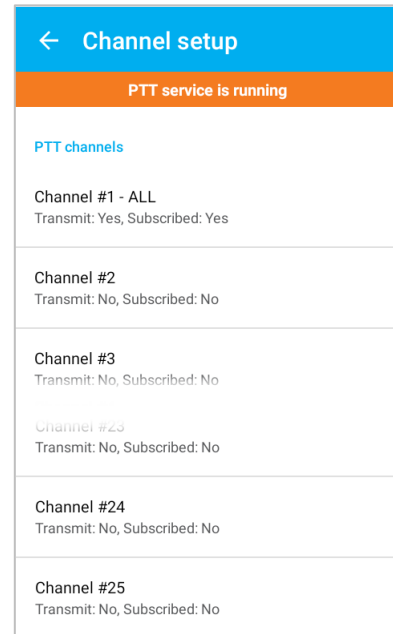 Channel setup
PTT service is running
PTT channels
Channel #1 - ALL
Transmit: Yes, Subscribed: Yes
Channel #2
Transmit: No, Subscribed: No
Channel #3
Transmit: No, Subscribed: No
Channel #23
Transmit: No, Subscribed: No
Channel #24
Transmit: No, Subscribed: No
Channel #25
Transmit: No, Subscribed: No